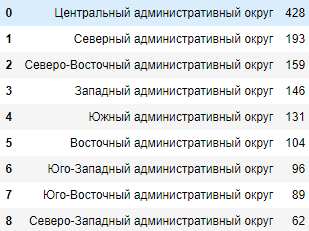 0 Центральный административный округ 428
1 Северный административный округ 193
2 Северо-Восточный административный округ 159
3 Западный административный округ 146
4 Южный административный округ 131
5 Восточный административный округ 104
6 Юго-Западный административный округ 96
7 Юго-Восточный административный округ 89
8 Северо-Западный административный округ 62